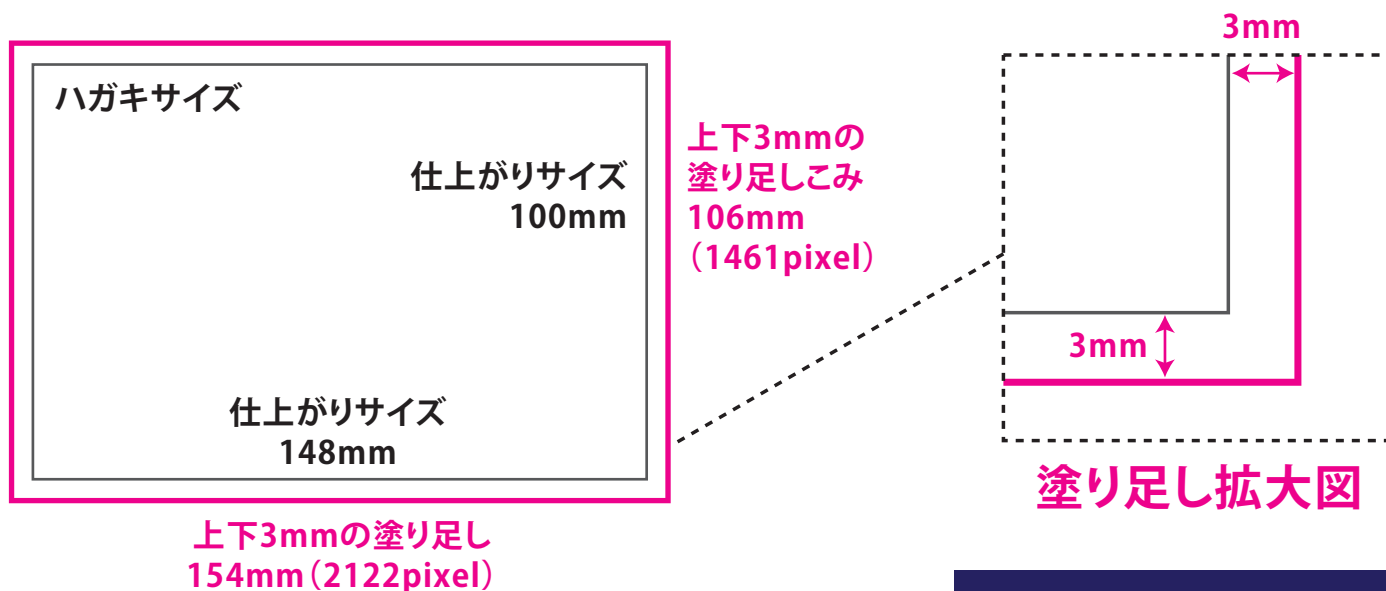 ハガキサイズ
仕上がりサイズ
100mm
仕上がりサイズ
148mm
上下3mmの
塗り足しこみ
106mm
（1461pixel）
上下3mmの塗り足し
154mm（2122pixel）
3mm
3mm
塗り足し拡大図